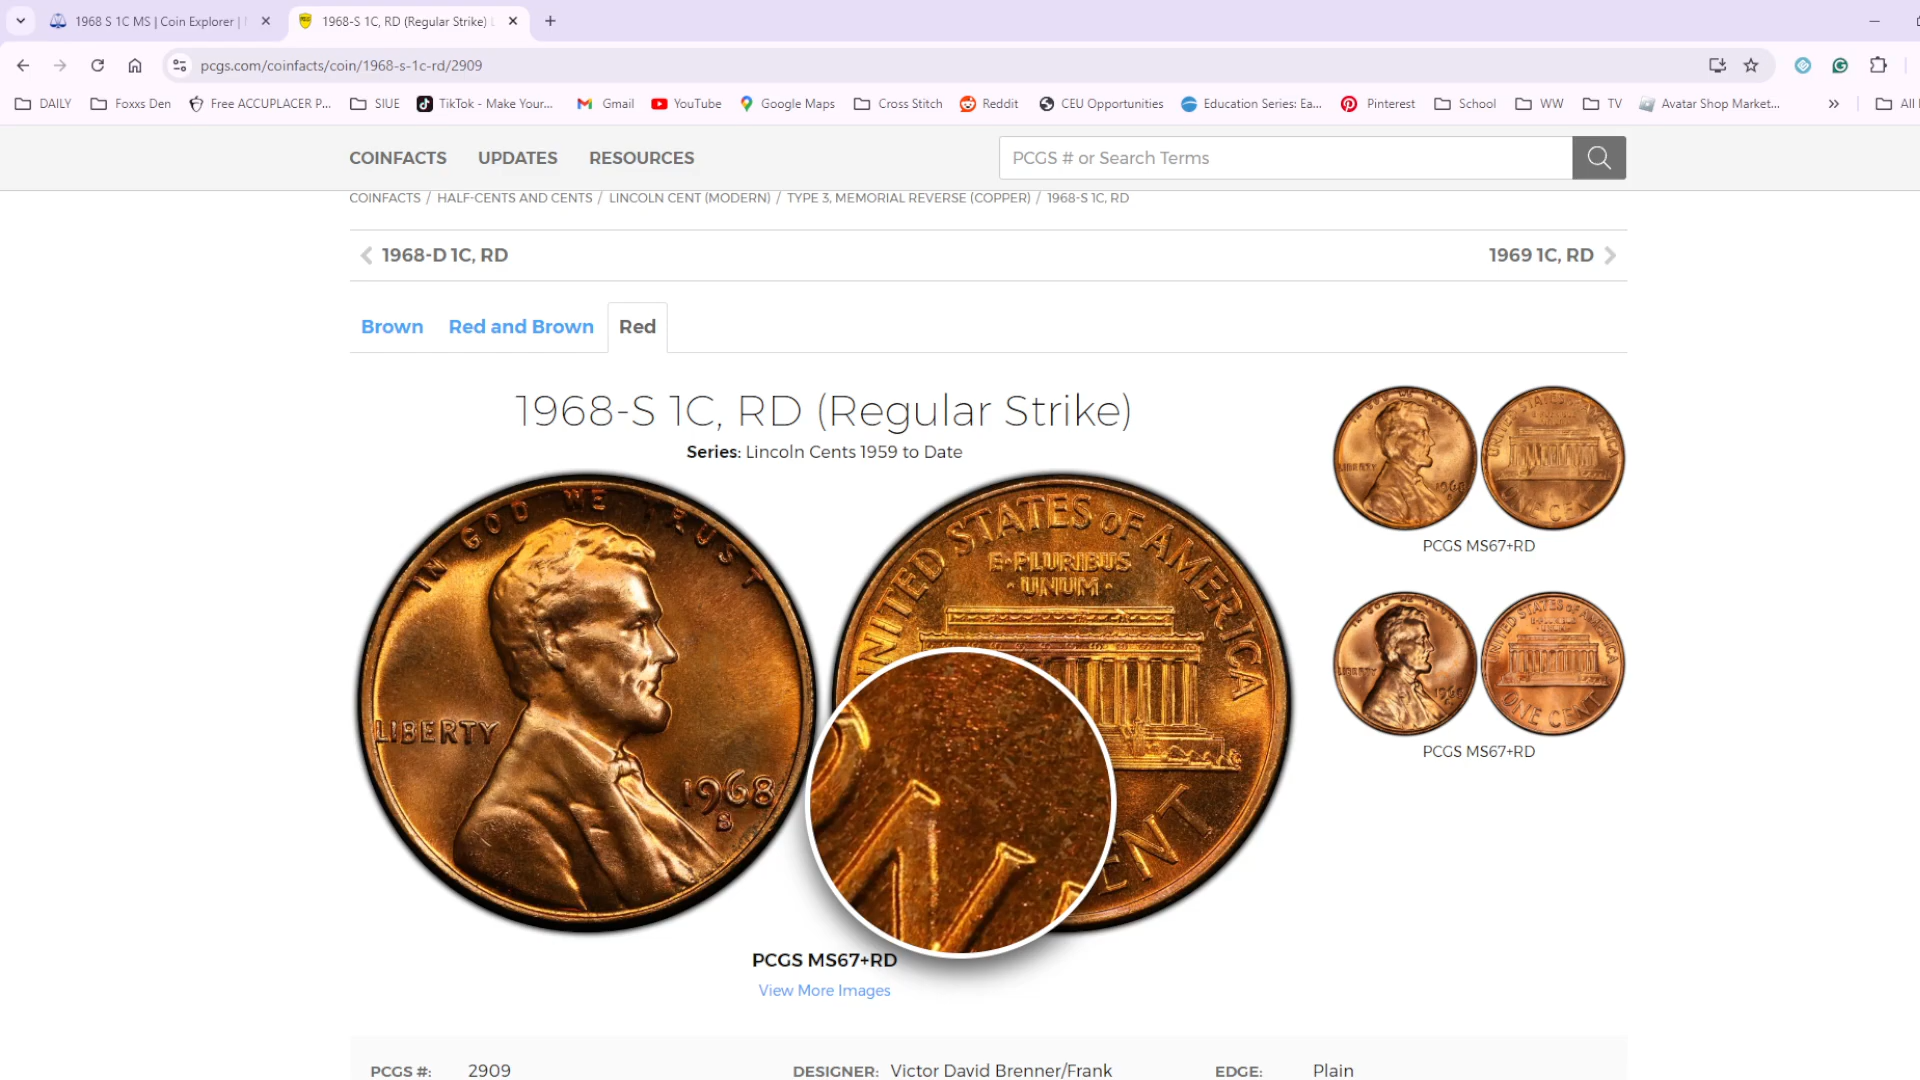 1968 S 1C MS | Coin Explorer |
1968-S 1C, RD (Regular Strike)
pcgs.com/coinfacts/coin/1968-s-1c-rd/2909
DAILY Foxxs Den Free ACCUPLACER P... SIUE TikTok - Make Your... Gmail YouTube Google Maps Cross Stitch Reddit CEU Opportunities Education Series: Ea... Pinterest School WW TV Avatar Shop Market... » All
COINFACTS UPDATES RESOURCES PCGS # or Search Terms
COINFACTS / HALF-CENTS AND CENTS / LINCOLN CENT (MODERN) / TYPE 3, MEMORIAL REVERSE (COPPER) / 1968-S 1C, RD
1968-D 1C, RD 1969 1C, RD
Brown Red and Brown Red
1968-S 1C, RD (Regular Strike)
Series: Lincoln Cents 1959 to Date
IN GOD WE TRUST
LIBERTY
1968
S
UNITED STATES OF AMERICA
E·PLURIBUS
·UNUM·
CENT
PCGS MS67+RD
View More Images
PCGS MS67+RD
PCGS MS67+RD
PCGS #: 2909 DESIGNER: Victor David Brenner/Frank EDGE: Plain